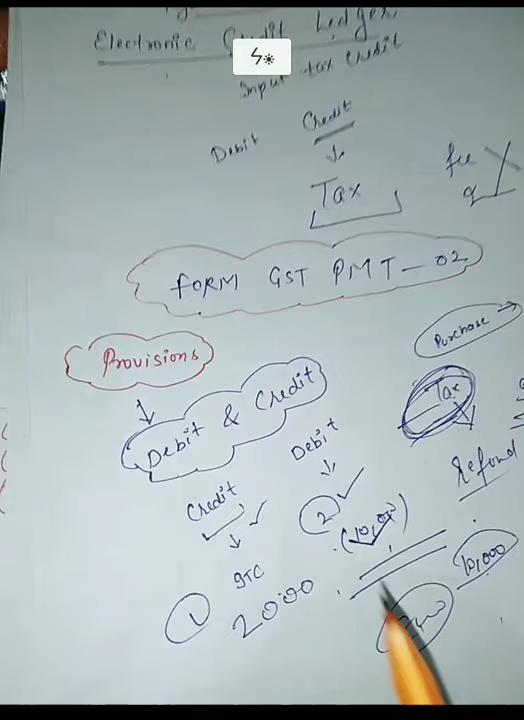 Electronic Credit Ledger
Input tax credit
Debit Credit
Tax
fee
FORM GST PMT - 02
Purchase
Provisions
Tax
Debit & Credit
Debit
Refund
Credit
2
(10,000)
ITC
10,000
1
2000